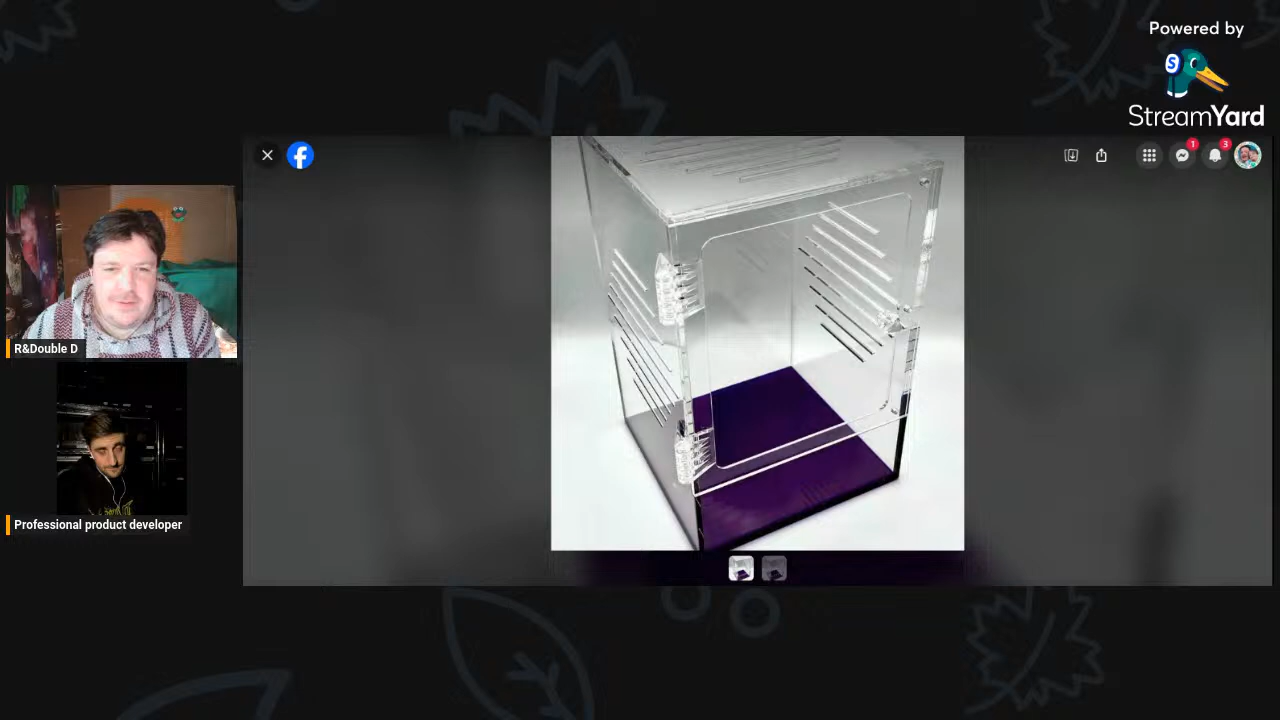 Powered by
S
StreamYard
1
3
R&Double D
Professional product developer